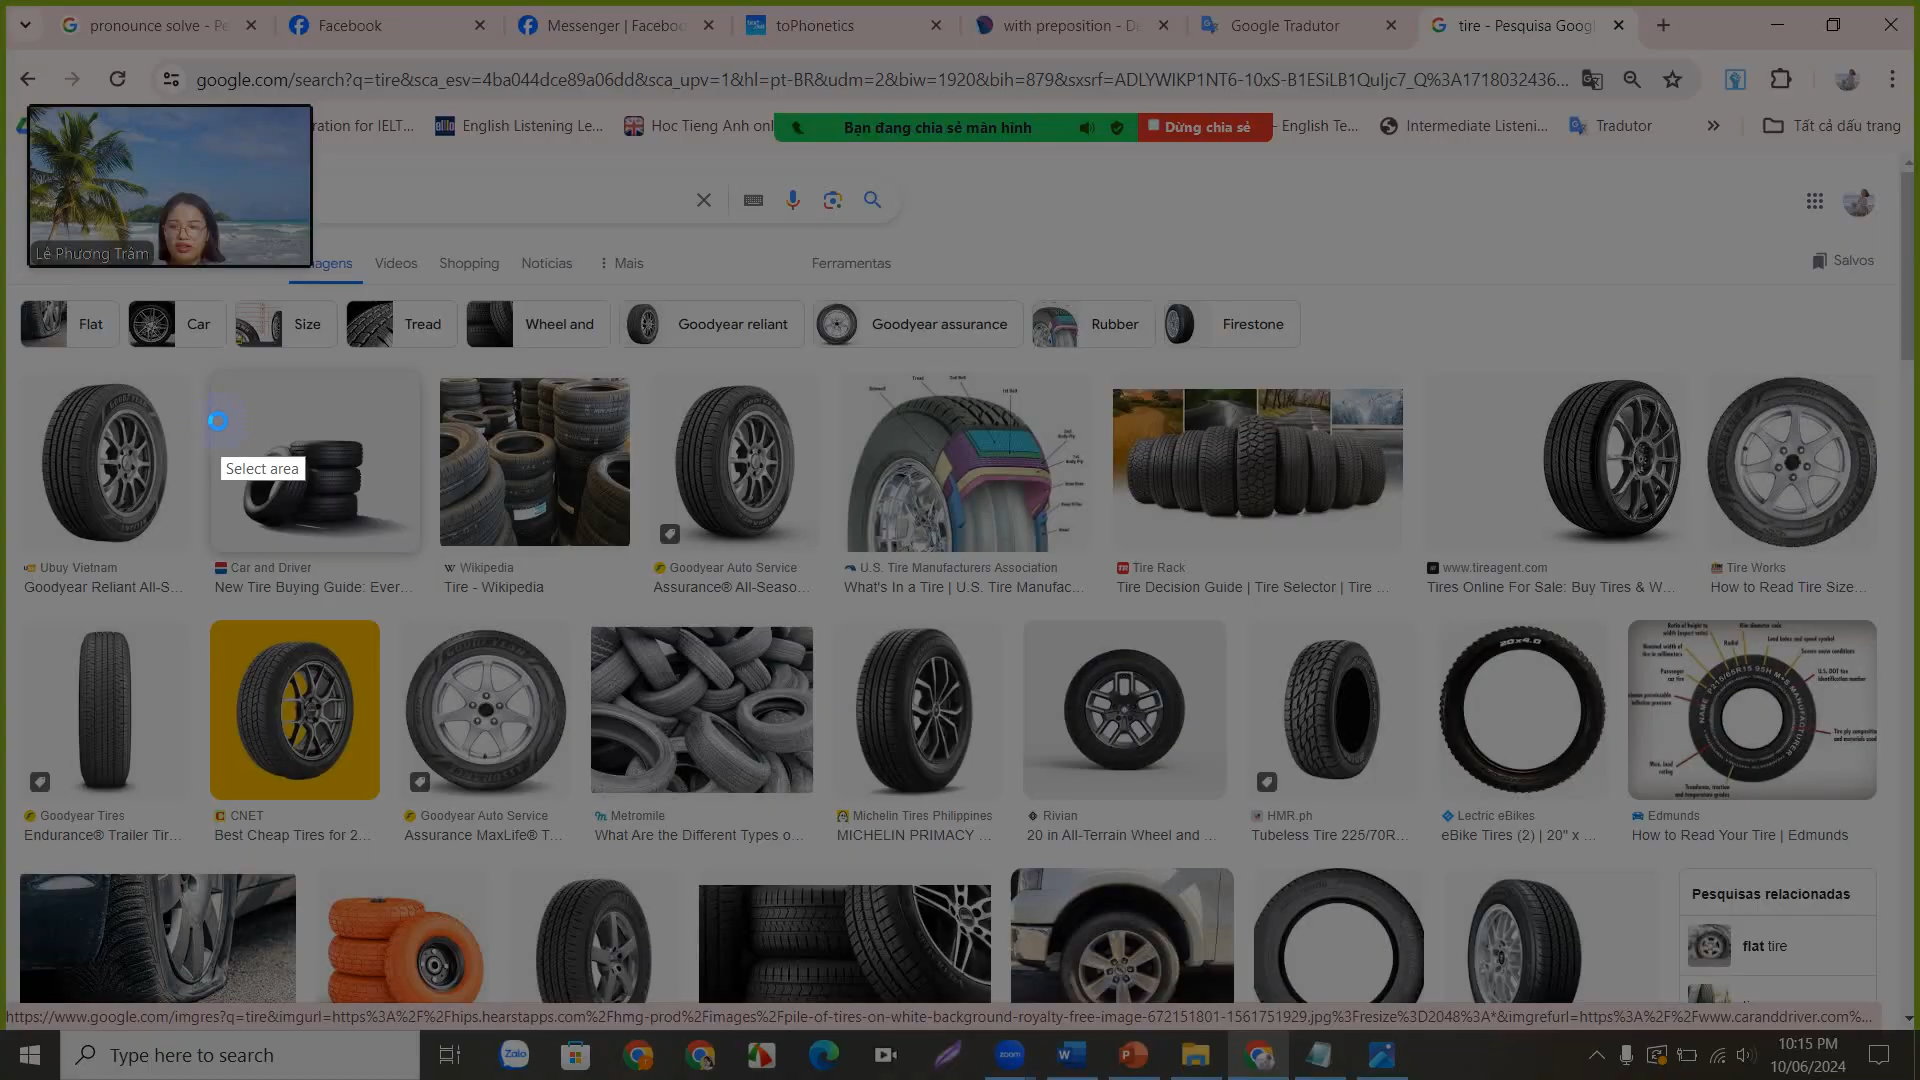 pronounce solve - Pe
Facebook
Messenger | Facebo
toPhonetics
with preposition - De
Google Tradutor
tire - Pesquisa Googl
google.com/search?q=tire&sca_esv=4ba044dce89a06dd&sca_upv=1&hl=pt-BR&udm=2&biw=1920&bih=879&sxsrf=ADLYWIKP1NT6-10xS-B1ESiLB1QuIjc7_Q%3A1718032436...
ration for IELT...
English Listening Le...
Hoc Tieng Anh onl
Bạn đang chia sẻ màn hình
Dừng chia sẻ
- English Te...
Intermediate Listeni...
Tradutor
Tất cả dấu trang
Lê Phương Trâm
agens
Videos
Shopping
Notícias
Mais
Ferramentas
Salvos
Flat
Car
Size
Tread
Wheel and
Goodyear reliant
Goodyear assurance
Rubber
Firestone
Select area
Ubuy Vietnam
Goodyear Reliant All-S...
Car and Driver
New Tire Buying Guide: Ever...
Wikipedia
Tire - Wikipedia
Goodyear Auto Service
Assurance® All-Seaso...
U.S. Tire Manufacturers Association
What's In a Tire | U.S. Tire Manufac...
Tire Rack
Tire Decision Guide | Tire Selector | Tire ...
www.tireagent.com
Tires Online For Sale: Buy Tires & W...
Tire Works
How to Read Tire Size...
Goodyear Tires
Endurance® Trailer Tir...
CNET
Best Cheap Tires for 2...
Goodyear Auto Service
Assurance MaxLife® T...
Metromile
What Are the Different Types o...
Michelin Tires Philippines
MICHELIN PRIMACY ...
Rivian
20 in All-Terrain Wheel and ...
HMR.ph
Tubeless Tire 225/70R...
20x4.0
Lectric eBikes
eBike Tires (2) | 20" x ...
Edmunds
How to Read Your Tire | Edmunds
Pesquisas relacionadas
flat tire
https://www.google.com/imgres?q=tire&imgurl=https%3A%2F%2Fhips.hearstapps.com%2Fhmg-prod%2Fimages%2Fpile-of-tires-on-white-background-royalty-free-image-672151801-1561751929.jpg%3Fresize%3D2048%3A*&imgrefurl=https%3A%2F%2Fwww.caranddriver.com%...
Type here to search
Zalo
zoom
10:15 PM
10/06/2024